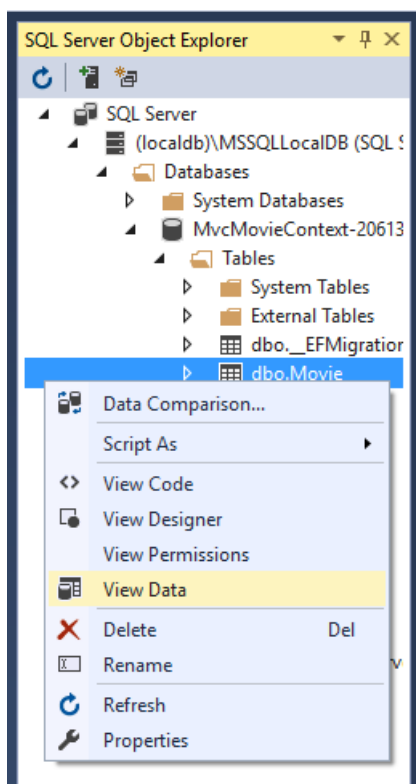 SQL Server Object Explorer
SQL Server
(localdb)\MSSQLLocalDB (SQL S
Databases
System Databases
MvcMovieContext-20613
Tables
System Tables
External Tables
dbo.__EFMigration
dbo.Movie
Data Comparison...
Script As
View Code
View Designer
View Permissions
View Data
Delete Del
Rename
Refresh
Properties